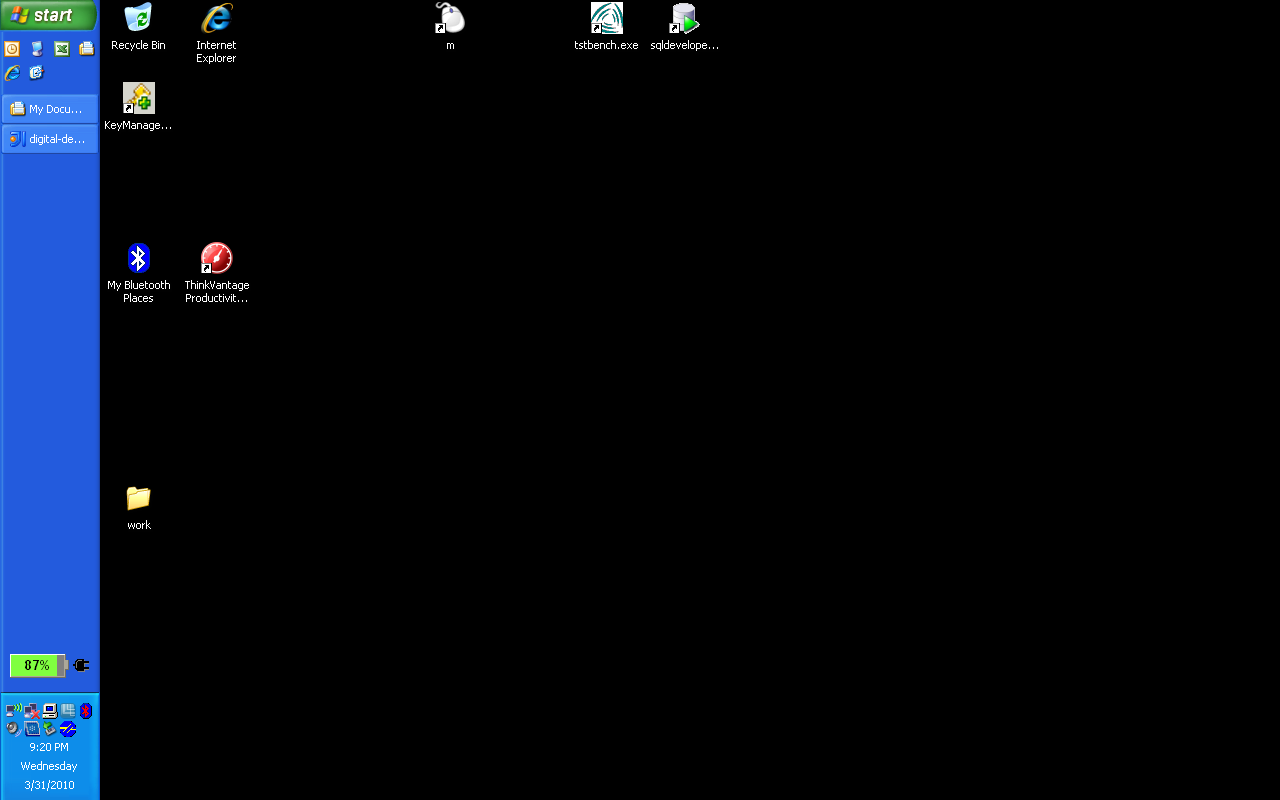 start
Recycle Bin
Internet
Explorer
m
tstbench.exe
sqldevelope...
My Docu...
KeyManage...
digital-de...
My Bluetooth
Places
ThinkVantage
Productivit...
work
87%
9:20 PM
Wednesday
3/31/2010